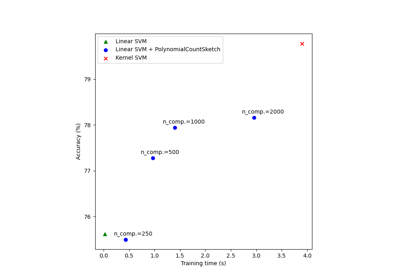 Linear SVM
Linear SVM + PolynomialCountSketch
Kernel SVM
79
n_comp.=2000
78
n_comp.=1000
Accuracy (%)
n_comp.=500
77
76
n_comp.=250
0.0 0.5 1.0 1.5 2.0 2.5 3.0 3.5 4.0
Training time (s)